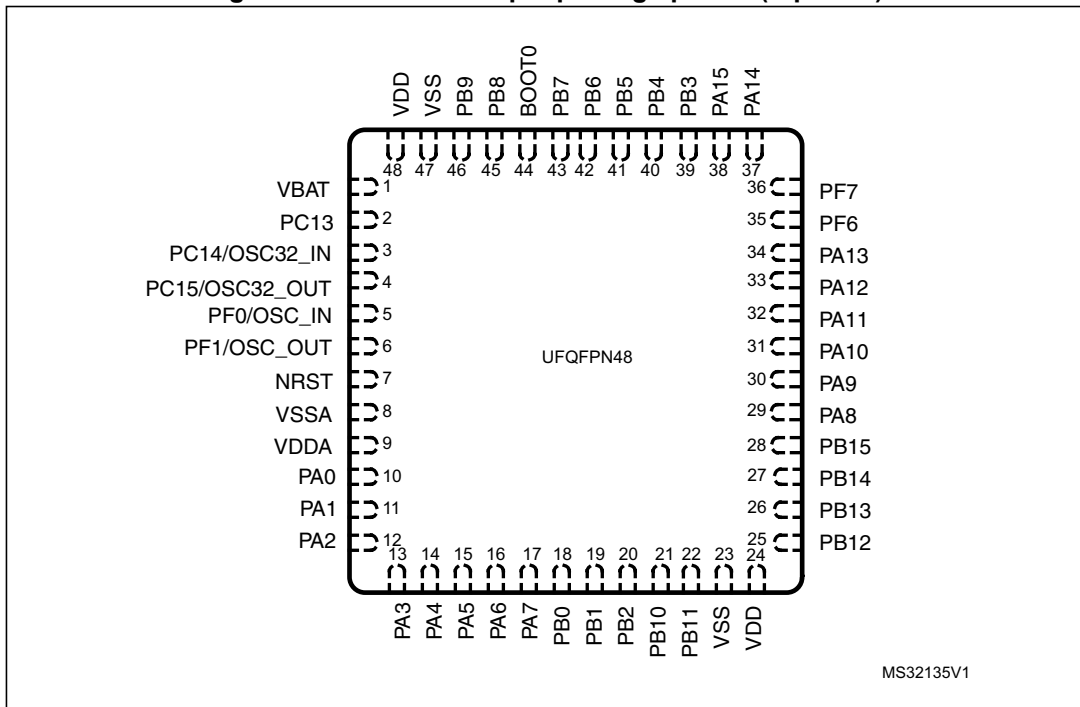 VDD
VSS
PB9
PB8
BOOT0
PB7
PB6
PB5
PB4
PB3
PA15
PA14
48
47
46
45
44
43
42
41
40
39
38
37
VBAT 1
PC13 2
PC14/OSC32_IN 3
PC15/OSC32_OUT 4
PF0/OSC_IN 5
PF1/OSC_OUT 6
NRST 7
VSSA 8
VDDA 9
PA0 10
PA1 11
PA2 12
UFQFPN48
36 PF7
35 PF6
34 PA13
33 PA12
32 PA11
31 PA10
30 PA9
29 PA8
28 PB15
27 PB14
26 PB13
25 PB12
13
14
15
16
17
18
19
20
21
22
23
24
PA3
PA4
PA5
PA6
PA7
PB0
PB1
PB2
PB10
PB11
VSS
VDD
MS32135V1